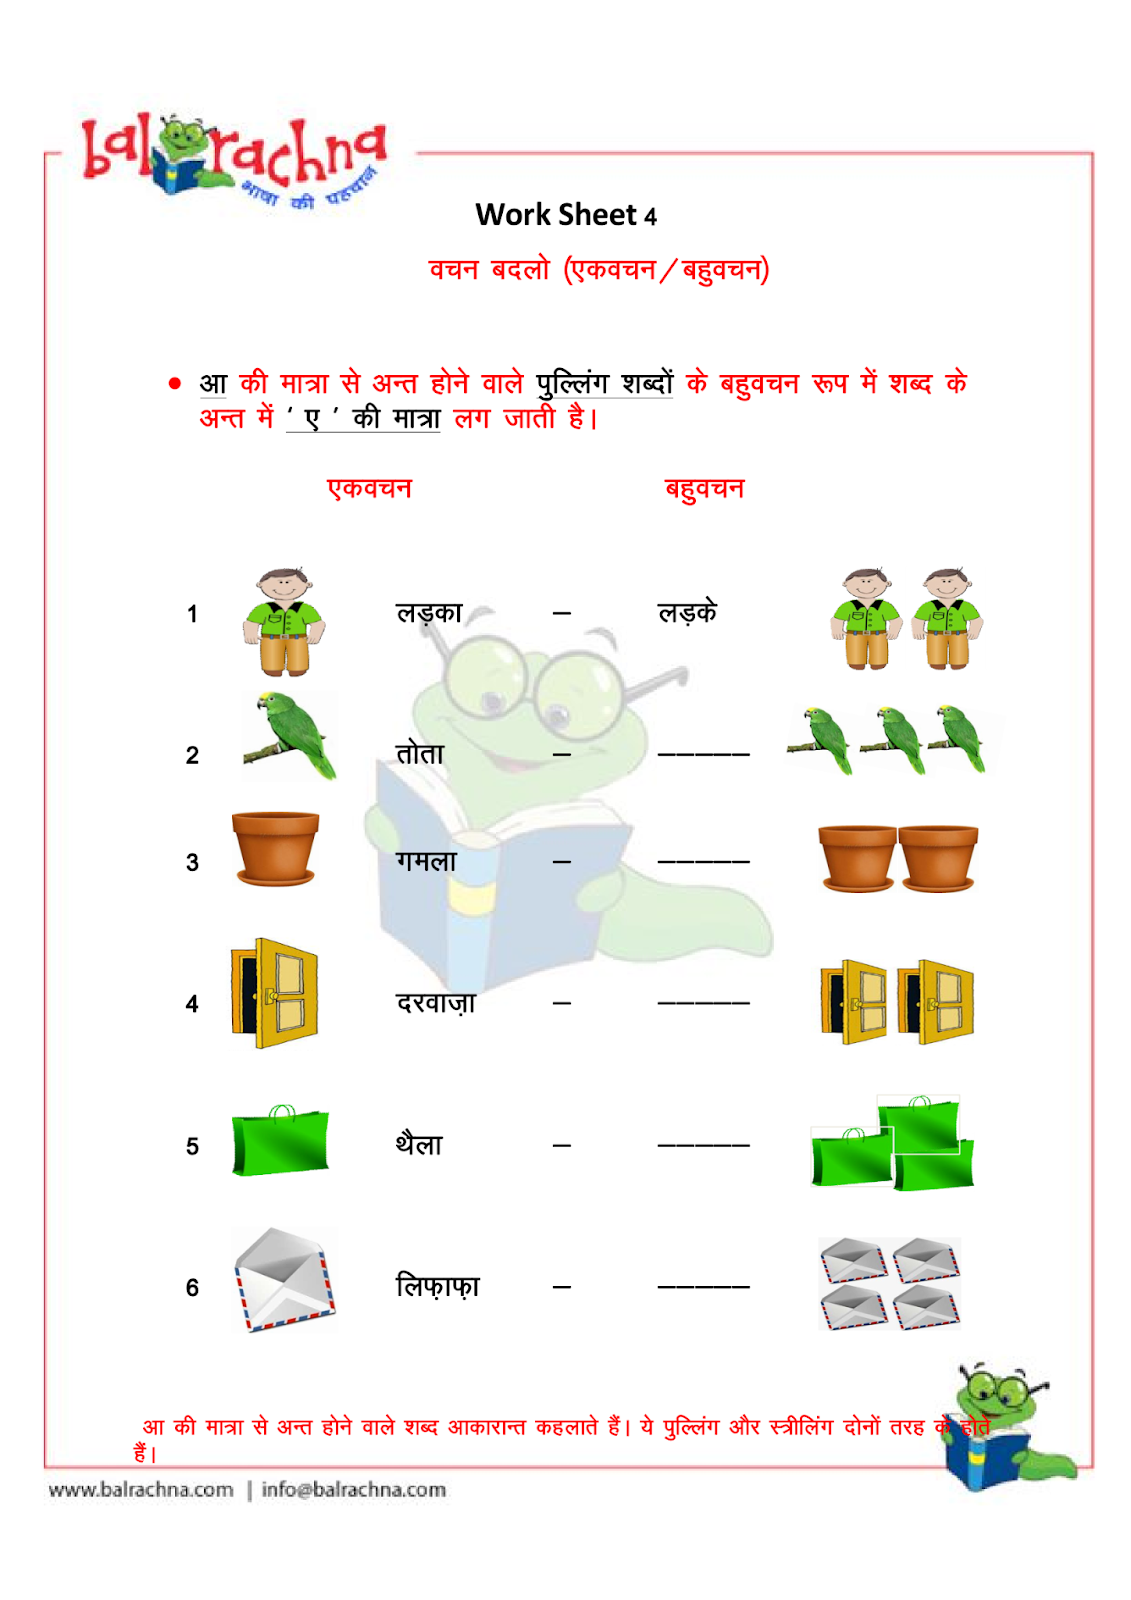 bal rachna
भाषा की पहचान
Work Sheet 4
वचन बदलो (एकवचन/बहुवचन)
• आ की मात्रा से अन्त होने वाले पुल्लिंग शब्दों के बहुवचन रूप में शब्द के
अन्त में ‘ ए ’ की मात्रा लग जाती है।
एकवचन बहुवचन
1 लड़का – लड़के
2 तोता – –––––
3 गमला – –––––
4 दरवाज़ा – –––––
5 थैला – –––––
6 लिफ़ाफ़ा – –––––
आ की मात्रा से अन्त होने वाले शब्द आकारान्त कहलाते हैं। ये पुल्लिंग और स्त्रीलिंग दोनों तरह के होते
हैं।
www.balrachna.com | info@balrachna.com